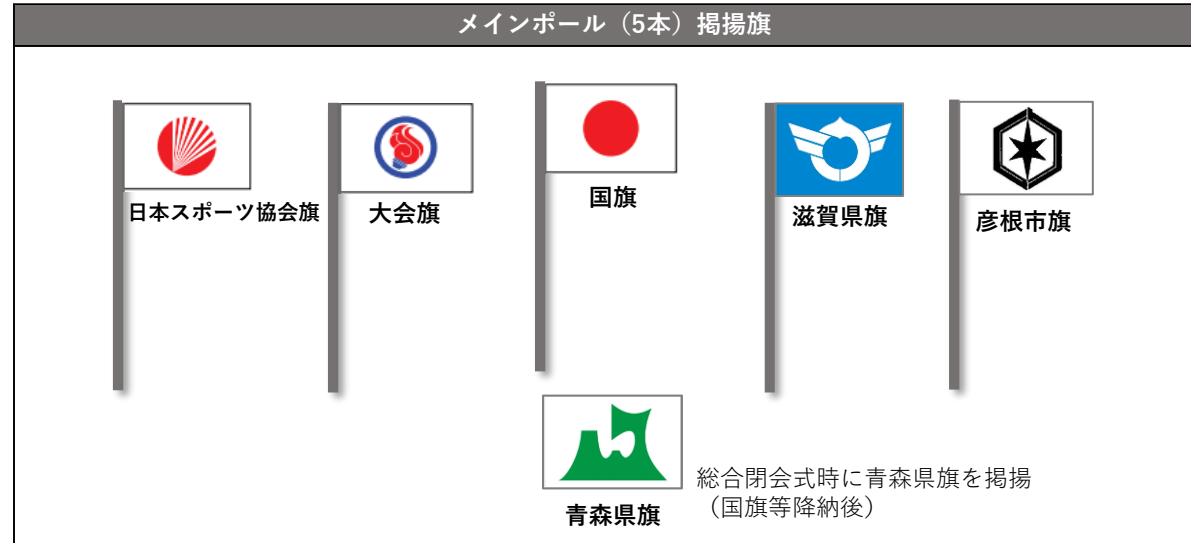 メインポール（5本）掲揚旗
日本スポーツ協会旗
大会旗
国旗
滋賀県旗
彦根市旗
青森県旗
総合閉会式時に青森県旗を掲揚
（国旗等降納後）